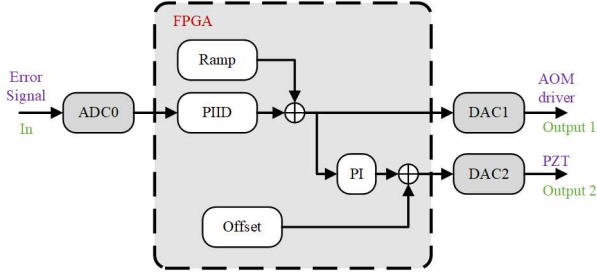 FPGA
Ramp
Error
Signal
In
ADC0
PIID
DAC1
AOM
driver
Output 1
PI
DAC2
PZT
Output 2
Offset